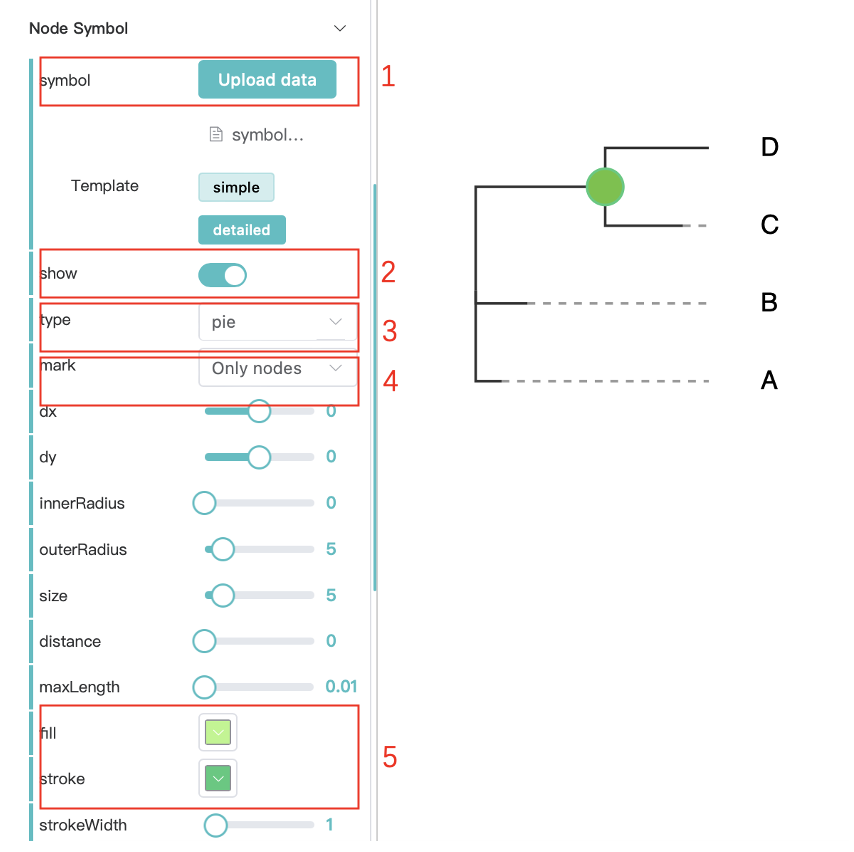 Node Symbol
symbol Upload data 1
symbol...
Template simple
detailed
show 2
type pie 3
mark Only nodes 4
dx 0
dy 0
innerRadius 0
outerRadius 5
size 5
distance 0
maxLength 0.01
fill
stroke
5
strokeWidth 1
D
C
B
A